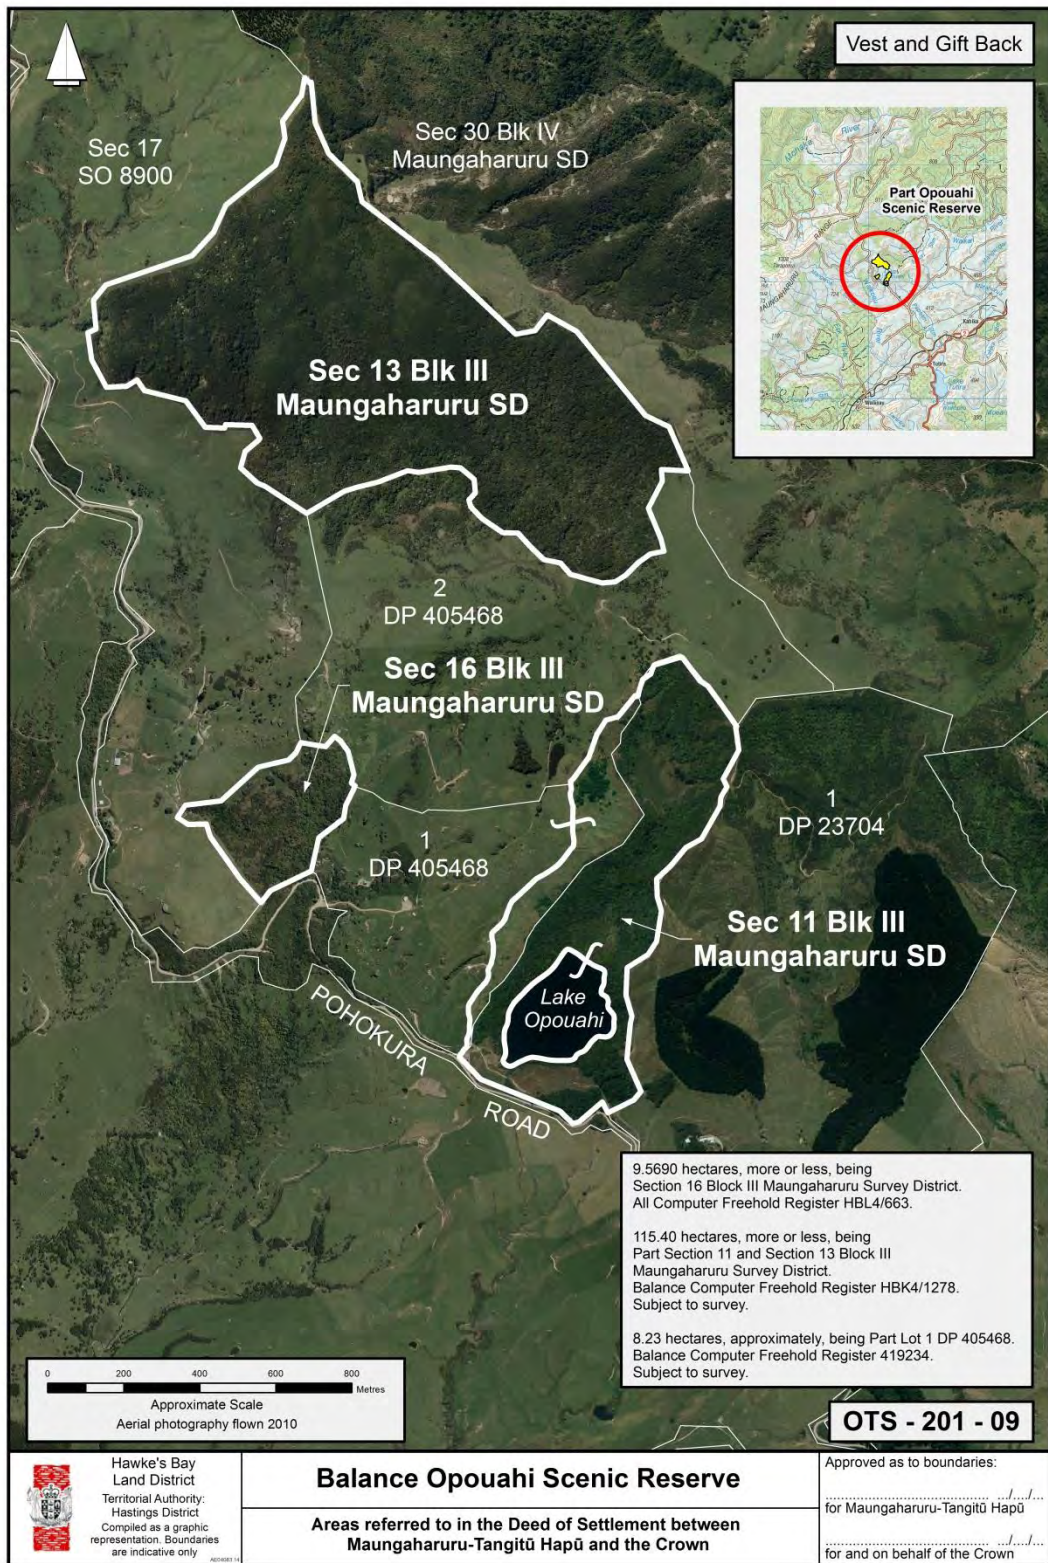 Vest and Gift Back
Sec 17
SO 8900
Sec 30 Blk IV
Maungaharuru SD
Part Opouahi
Scenic Reserve
Sec 13 Blk III
Maungaharuru SD
2
DP 405468
Sec 16 Blk III
Maungaharuru SD
1
DP 405468
1
DP 23704
Sec 11 Blk III
Maungaharuru SD
Lake
Opouahi
POHOKURA
ROAD
9.5690 hectares, more or less, being
Section 16 Block III Maungaharuru Survey District.
All Computer Freehold Register HBL4/663.
115.40 hectares, more or less, being
Part Section 11 and Section 13 Block III
Maungaharuru Survey District.
Balance Computer Freehold Register HBK4/1278.
Subject to survey.
8.23 hectares, approximately, being Part Lot 1 DP 405468.
Balance Computer Freehold Register 419234.
Subject to survey.
0 200 400 600 800
Metres
Approximate Scale
Aerial photography flown 2010
OTS - 201 - 09
Hawke's Bay
Land District
Territorial Authority:
Hastings District
Compiled as a graphic
representation. Boundaries
are indicative only
Balance Opouahi Scenic Reserve
Areas referred to in the Deed of Settlement between
Maungaharuru-Tangitū Hapū and the Crown
Approved as to boundaries:
............................ .../..../...
for Maungaharuru-Tangitū Hapū
............................ .../..../...
for and on behalf of the Crown